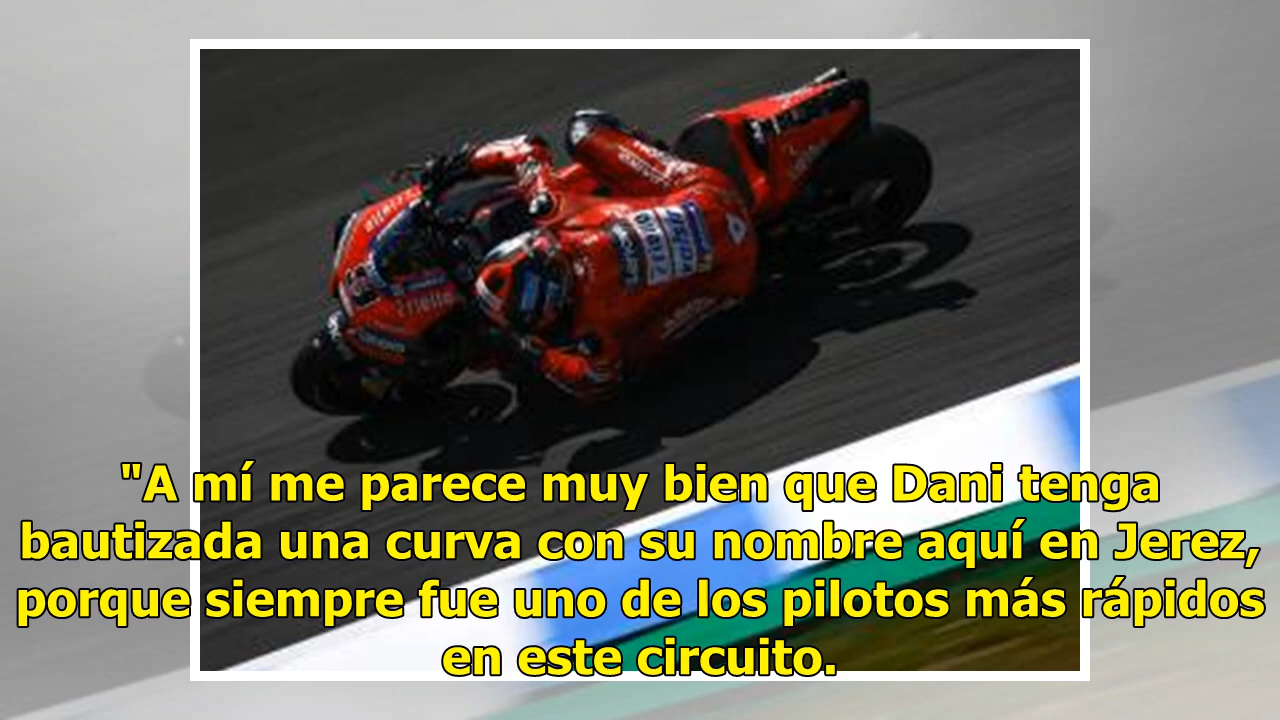 "A mí me parece muy bien que Dani tenga
bautizada una curva con su nombre aquí en Jerez,
porque siempre fue uno de los pilotos más rápidos
en este circuito.